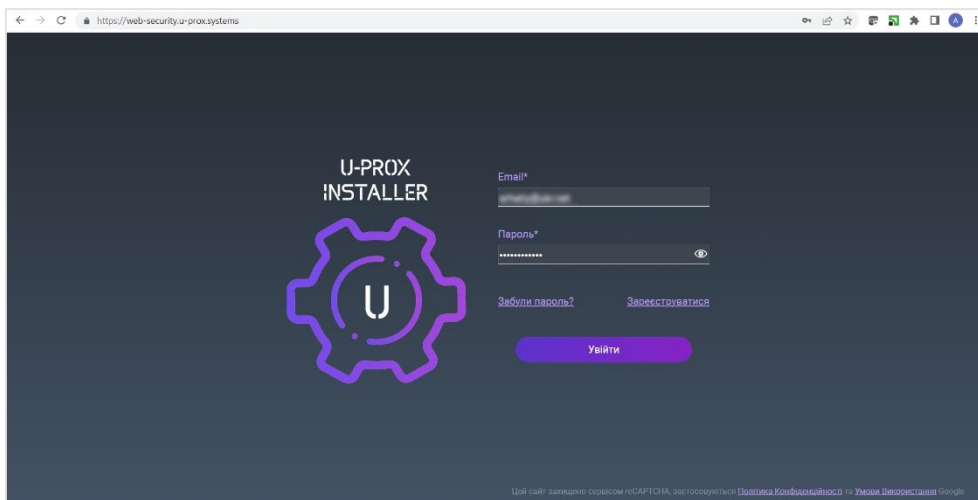 https://web-security.u-prox.systems
A
U-PROX
INSTALLER
U
Email*
Пароль*
Забули пароль?
Зареєструватися
Увійти
Цей сайт захищено сервісом reCAPTCHA, застосовуються Політика Конфіденційності та Умови Використання Google